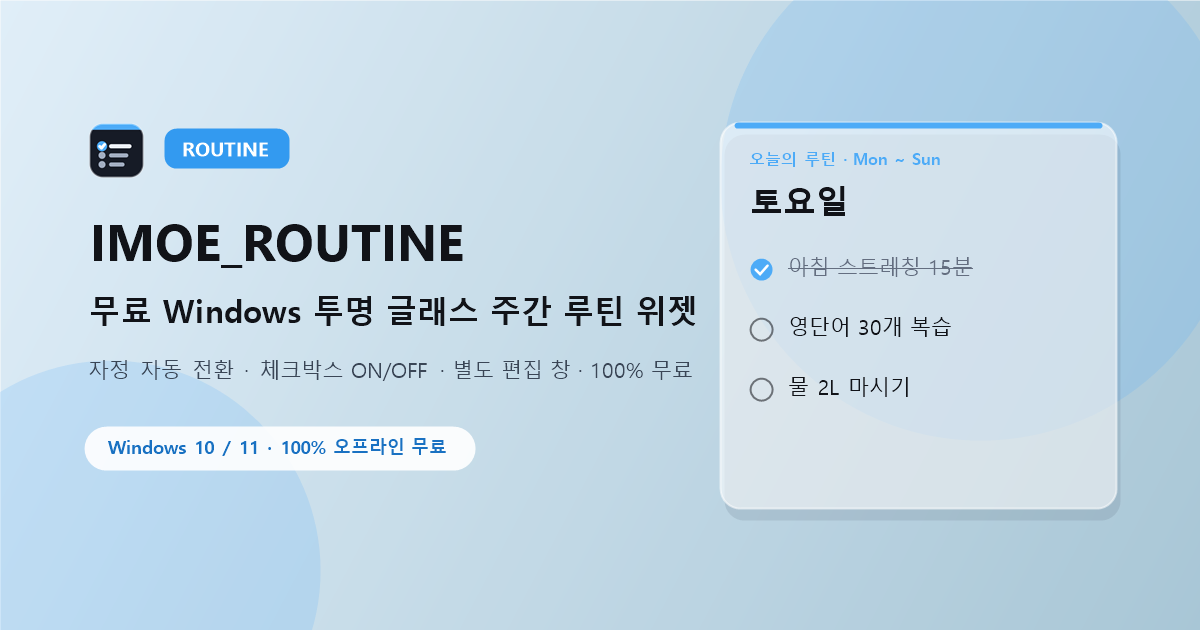 ROUTINE
IMOE_ROUTINE
무료 Windows 투명 글래스 주간 루틴 위젯
자정 자동 전환 · 체크박스 ON/OFF · 별도 편집 창 · 100% 무료
Windows 10 / 11 · 100% 오프라인 무료
오늘의 루틴 · Mon ~ Sun
토요일
아침 스트레칭 15분
영단어 30개 복습
물 2L 마시기